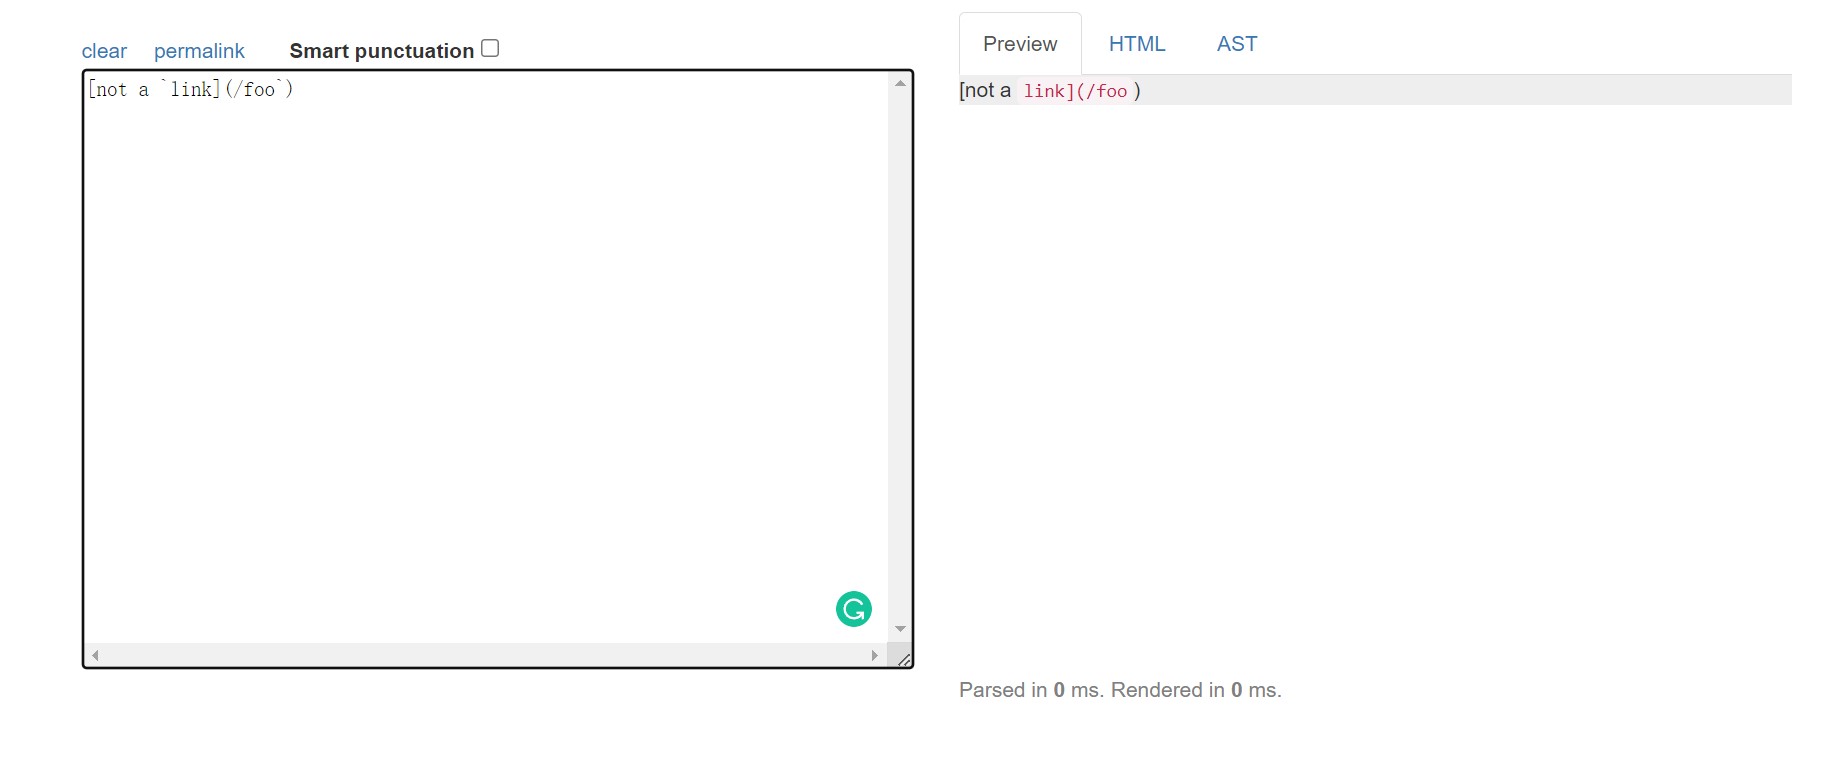 clear permalink Smart punctuation
[not a `link](/foo`)
Preview HTML AST
[not a link](/foo )
Parsed in 0 ms. Rendered in 0 ms.